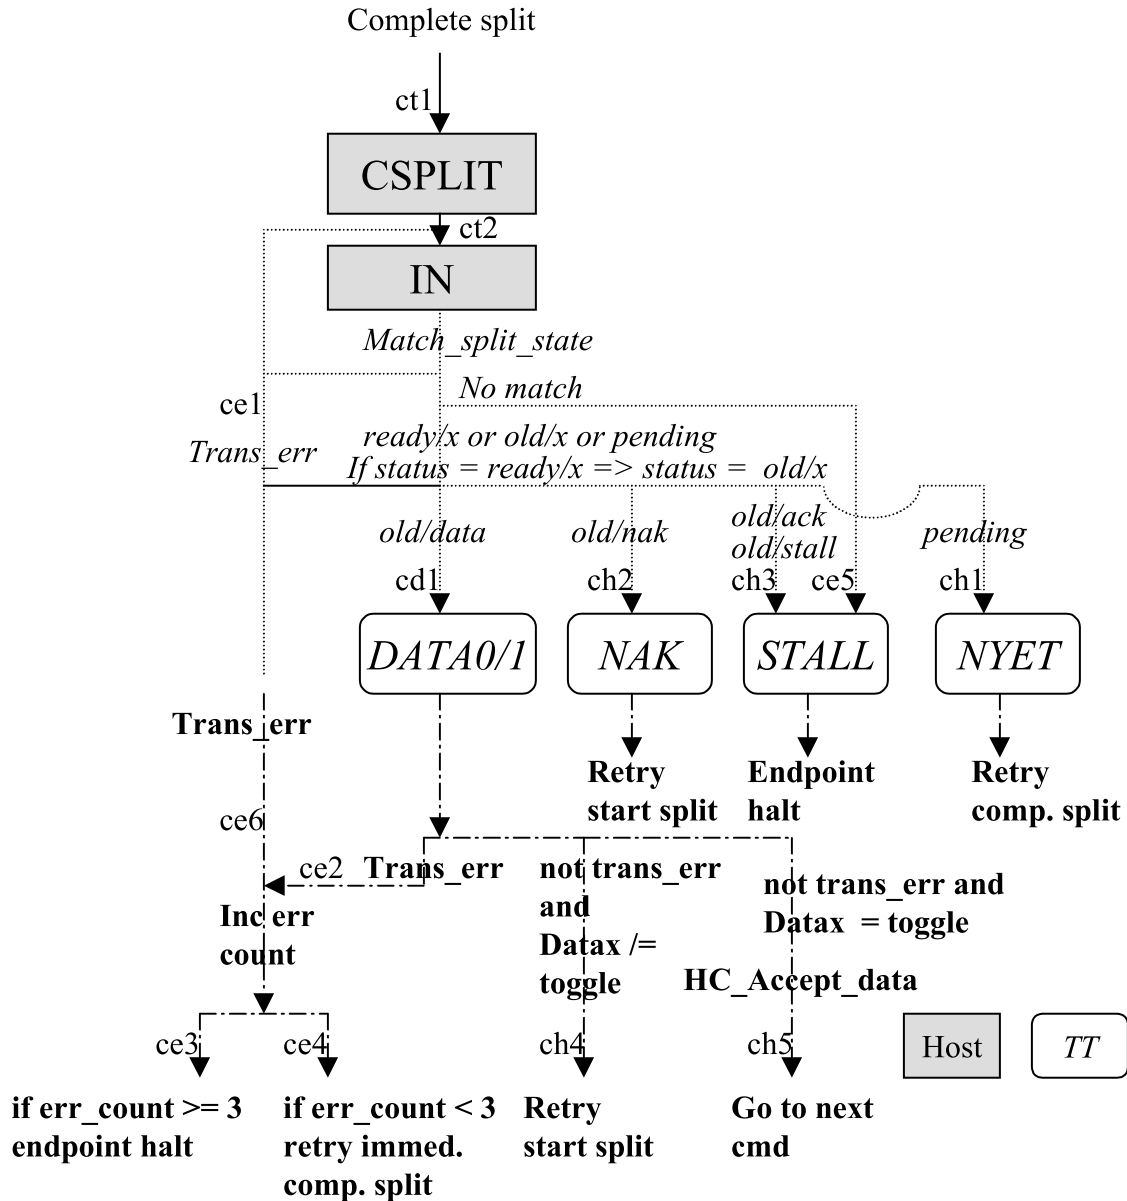 Complete split
ct1
CSPLIT
ct2
IN
Match_split_state
No match
ce1
ready/x or old/x or pending
Trans_err
If status = ready/x => status = old/x
old/data
old/nak
old/ack
old/stall
pending
cd1
ch2
ch3
ce5
ch1
DATA0/1
NAK
STALL
NYET
Trans_err
Retry
start split
Endpoint
halt
Retry
comp. split
ce6
ce2
Trans_err
not trans_err
and
Datax /=
toggle
not trans_err and
Datax = toggle
Inc err
count
HC_Accept_data
ce3
ce4
ch4
ch5
Host
TT
if err_count >= 3
endpoint halt
if err_count < 3
retry immed.
comp. split
Retry
start split
Go to next
cmd